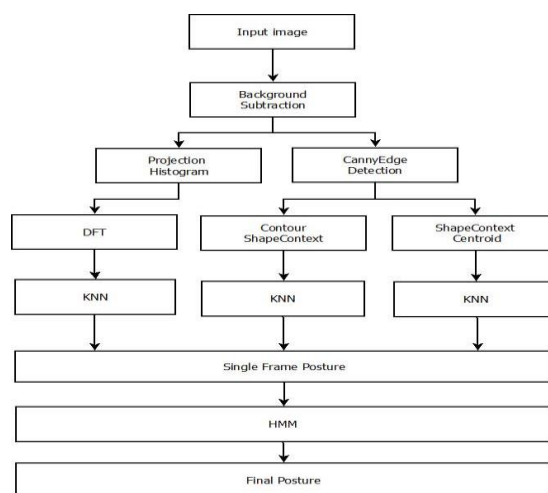 Input image
Background
Subtraction
Projection
Histogram
CannyEdge
Detection
DFT
Contour
ShapeContext
ShapeContext
Centroid
KNN
KNN
KNN
Single Frame Posture
HMM
Final Posture